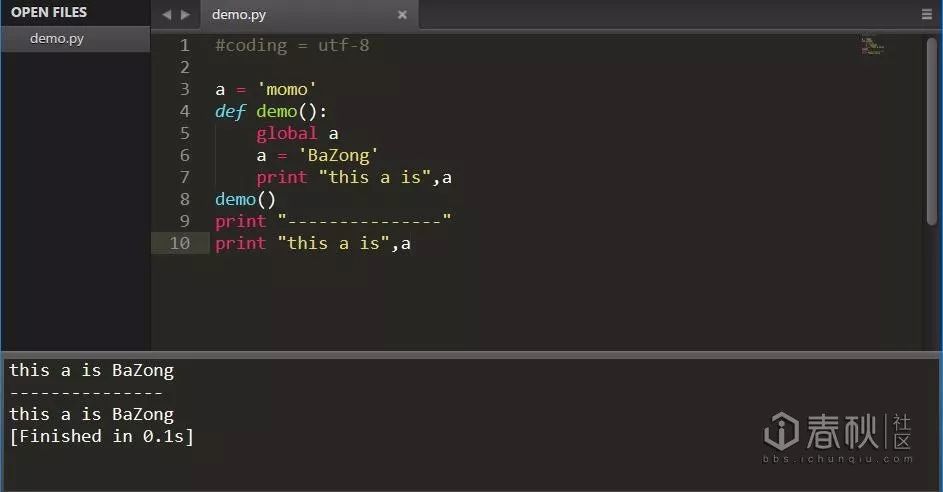 OPEN FILES
demo.py
demo.py
1 #coding = utf-8
2
3 a = 'momo'
4 def demo():
5     global a
6     a = 'BaZong'
7     print "this a is",a
8 demo()
9 print "---------------"
10 print "this a is",a
this a is BaZong
---------------
this a is BaZong
[Finished in 0.1s]
春秋 社区
bbs.ichunqiu.com